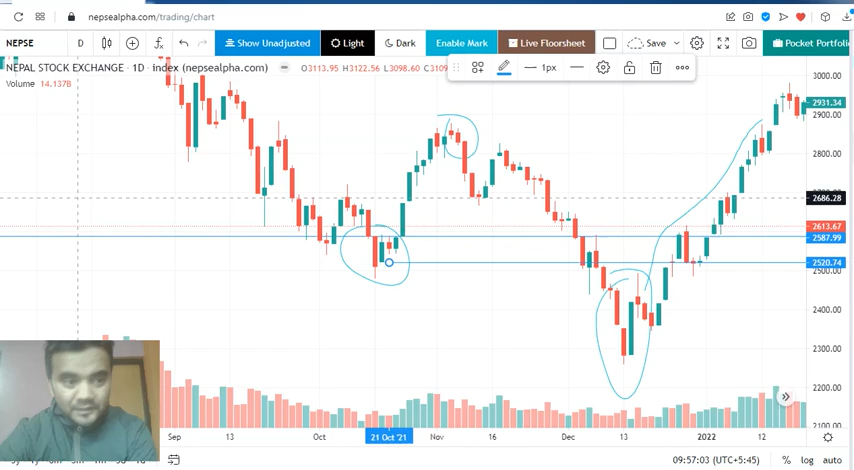 nepsealpha.com/trading/chart
NEPSE D Show Unadjusted Light Dark Enable Mark Live Floorsheet Save Pocket Portfolio
NEPAL STOCK EXCHANGE · 1D · index (nepsealpha.com) O3113.95 H3122.56 L3098.60 C
1px
Volume 14.137B
3000.00
2931.34
2900.00
2800.00
2686.28
2613.67
2587.99
2520.74
2500.00
2400.00
2300.00
2200.00
2100.00
Sep 13 Oct 21 Oct '21 Nov 16 Dec 13 2022 12
09:57:03 (UTC+5:45) % log auto